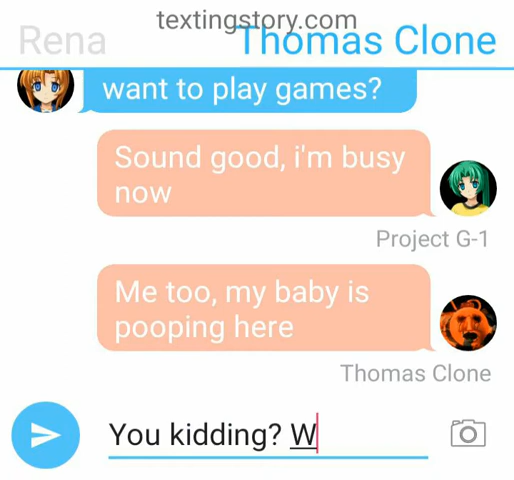 textingstory.com
Rena
Thomas Clone
want to play games?
Sound good, i'm busy
now
Project G-1
Me too, my baby is
pooping here
Thomas Clone
You kidding? W